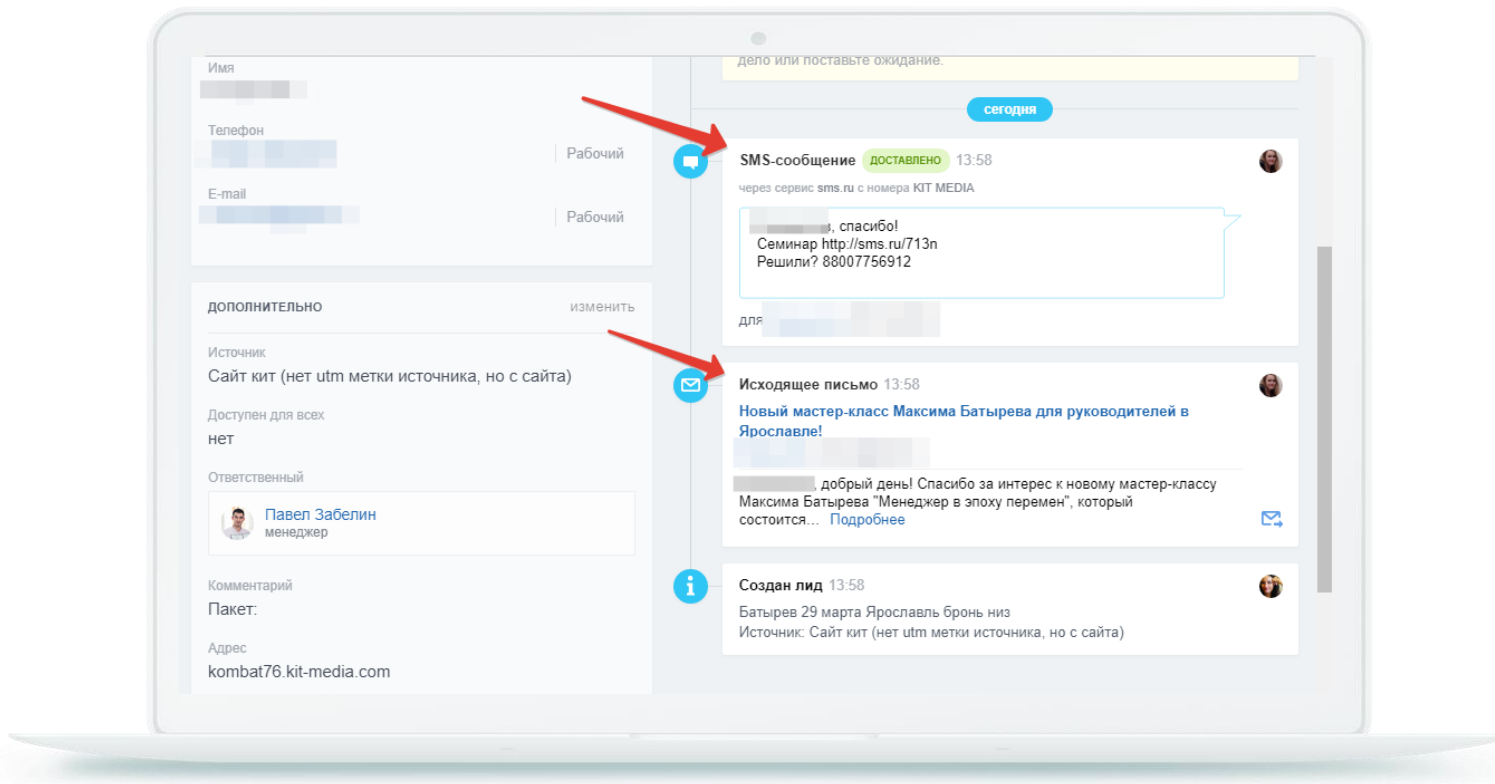 Имя
Телефон
Рабочий
E-mail
Рабочий
дополнительно
изменить
Источник
Сайт кит (нет utm метки источника, но с сайта)
Доступен для всех
нет
Ответственный
Павел Забелин
менеджер
Комментарий
Пакет:
Адрес
kombat76.kit-media.com
дело или поставьте ожидание.
сегодня
SMS-сообщение ДОСТАВЛЕНО 13:58
через сервис sms.ru с номера KIT MEDIA
, спасибо!
Семинар http://sms.ru/713n
Решили? 88007756912
для
Исходящее письмо 13:58
Новый мастер-класс Максима Батырева для руководителей в
Ярославле!
, добрый день! Спасибо за интерес к новому мастер-классу
Максима Батырева "Менеджер в эпоху перемен", который
состоится... Подробнее
Создан лид 13:58
Батырев 29 марта Ярославль бронь низ
Источник: Сайт кит (нет utm метки источника, но с сайта)